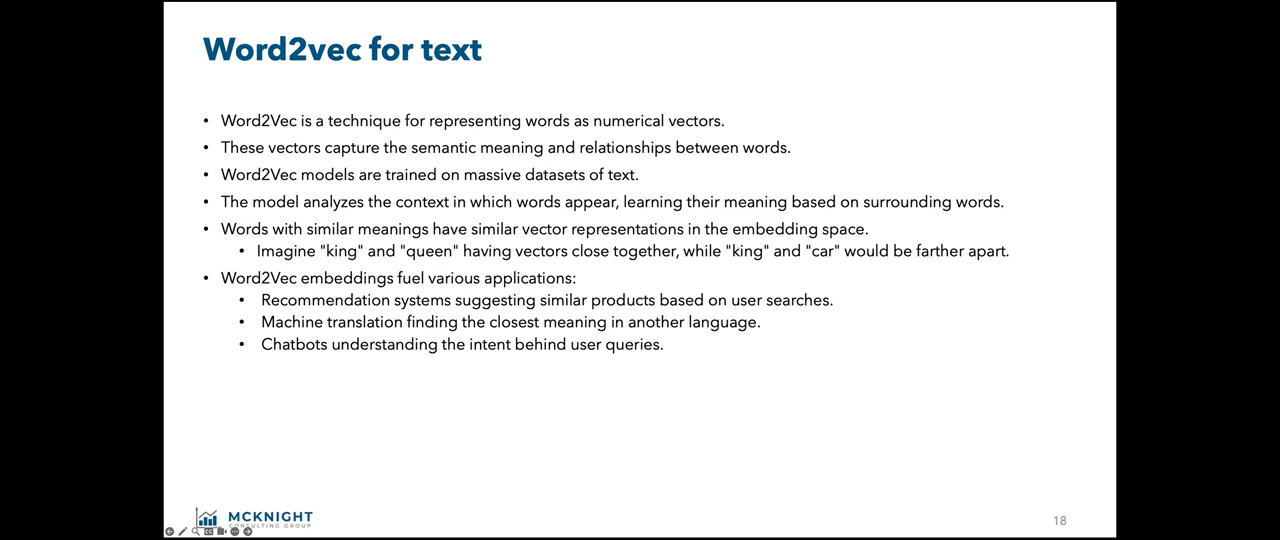 Word2vec for text
• Word2Vec is a technique for representing words as numerical vectors.
• These vectors capture the semantic meaning and relationships between words.
• Word2Vec models are trained on massive datasets of text.
• The model analyzes the context in which words appear, learning their meaning based on surrounding words.
• Words with similar meanings have similar vector representations in the embedding space.
• Imagine "king" and "queen" having vectors close together, while "king" and "car" would be farther apart.
• Word2Vec embeddings fuel various applications:
• Recommendation systems suggesting similar products based on user searches.
• Machine translation finding the closest meaning in another language.
• Chatbots understanding the intent behind user queries.
MCKNIGHT
CONSULTING GROUP
18